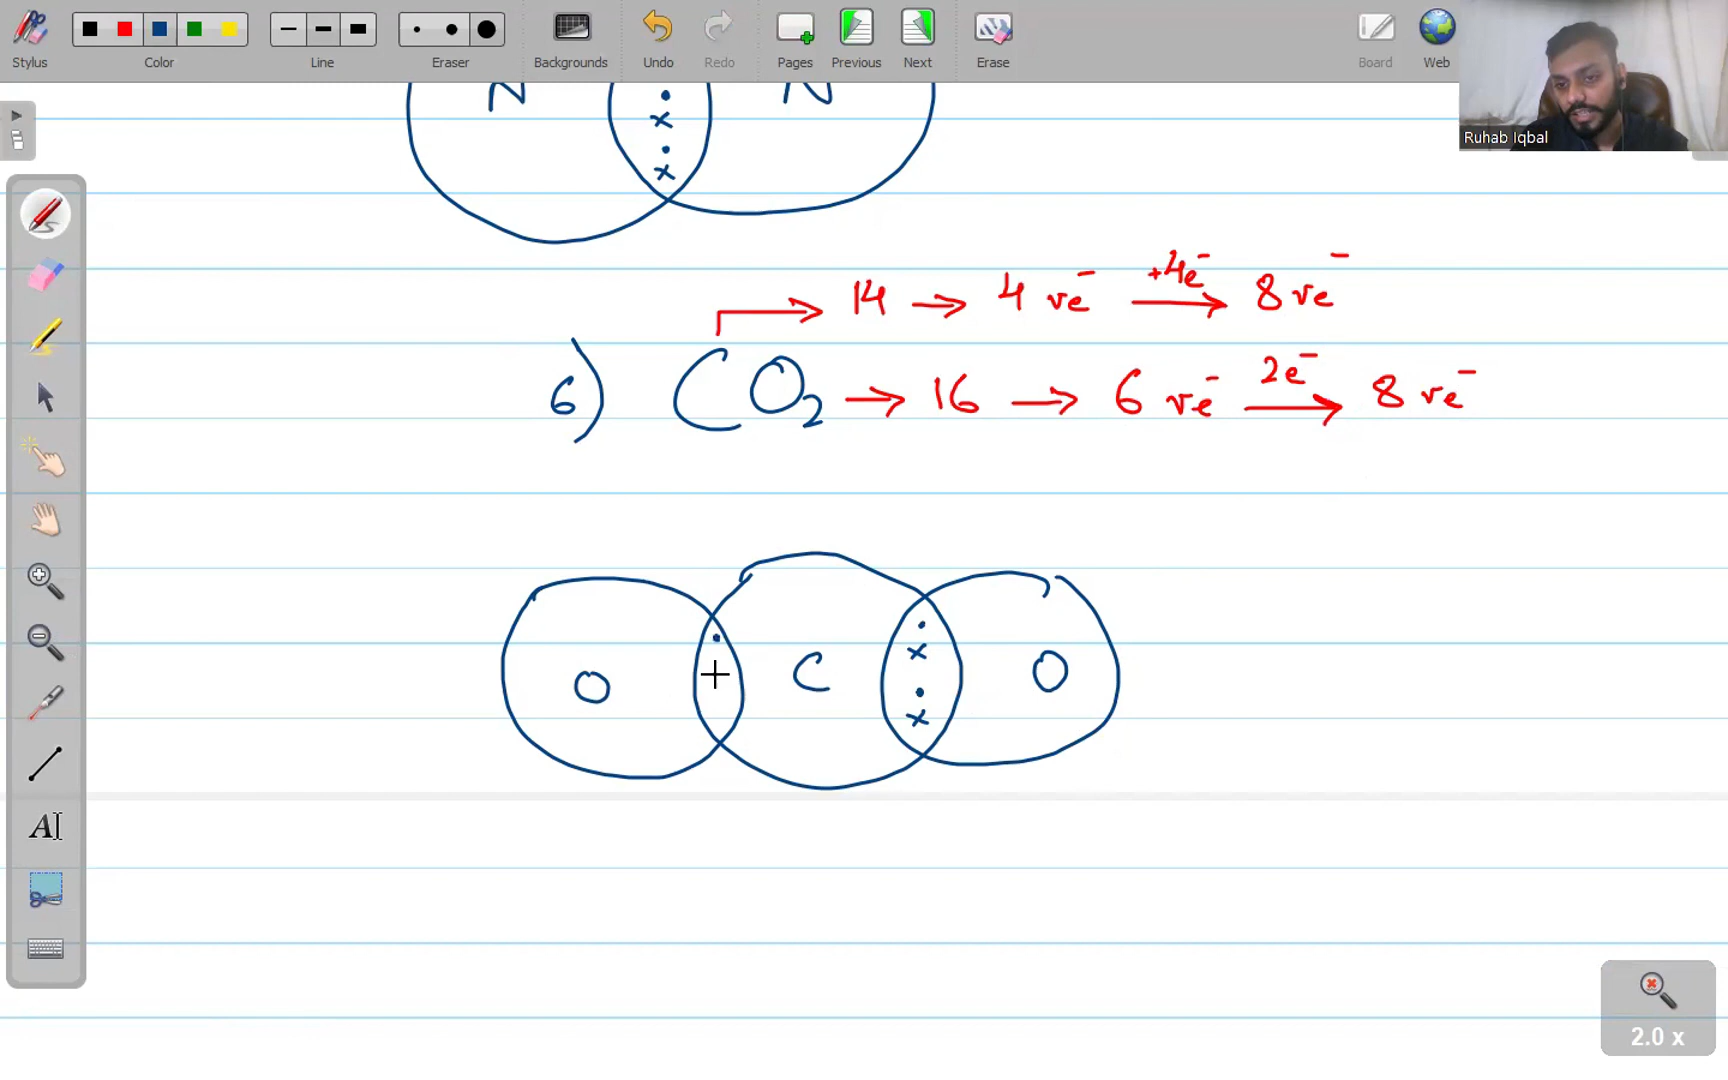 Stylus
Color
Line
Eraser
Backgrounds
Undo
Redo
Pages
Previous
Next
Erase
Board
Web
Ruhab Iqbal
N N
→ 14 → 4 ve⁻ +4e⁻ → 8 ve⁻
6) CO₂ → 16 → 6 ve⁻ 2e⁻ → 8 ve⁻
O C O
A
2.0 x